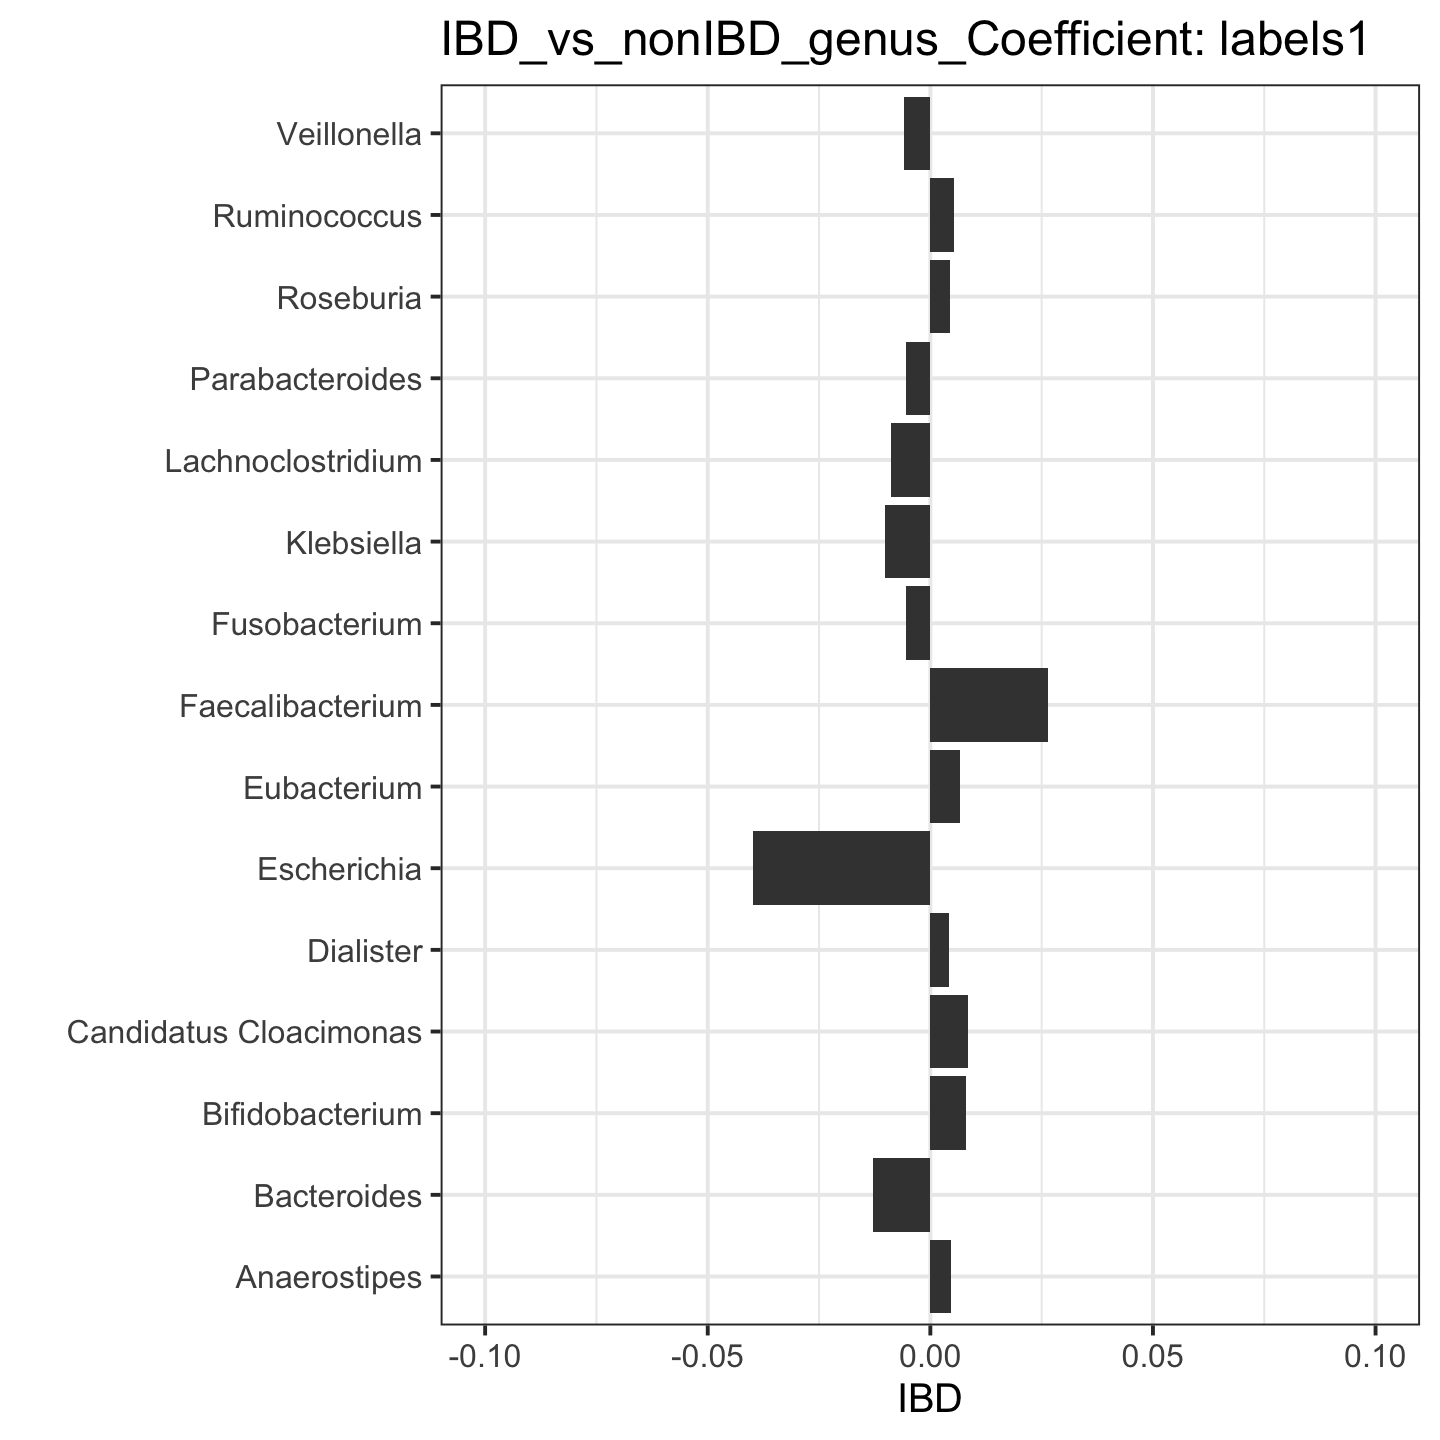 IBD_vs_nonIBD_genus_Coefficient: labels1
Veillonella
Ruminococcus
Roseburia
Parabacteroides
Lachnoclostridium
Klebsiella
Fusobacterium
Faecalibacterium
Eubacterium
Escherichia
Dialister
Candidatus Cloacimonas
Bifidobacterium
Bacteroides
Anaerostipes
-0.10 -0.05 0.00 0.05 0.10
IBD